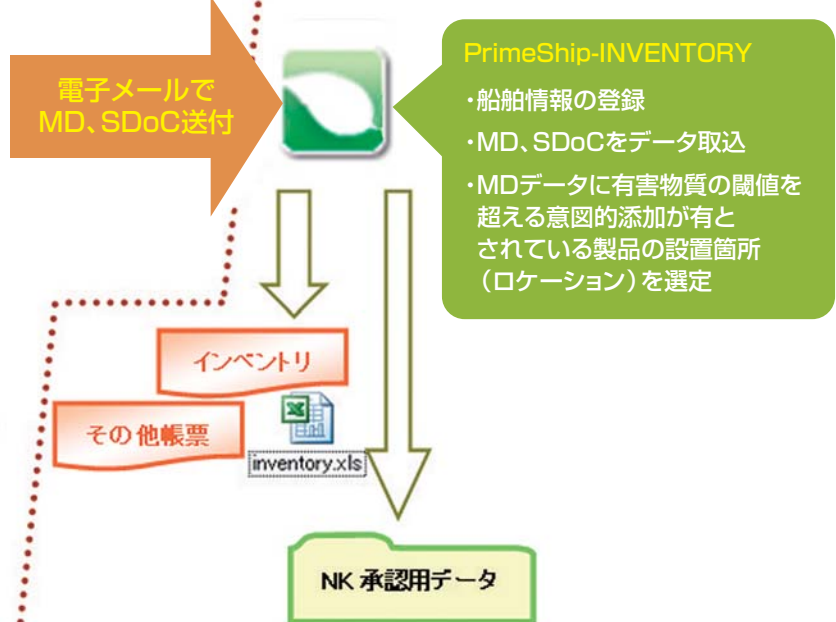 電子メールで
MD、SDoC送付
PrimeShip-INVENTORY
・船舶情報の登録
・MD、SDoCをデータ取込
・MDデータに有害物質の閾値を
超える意図的添加が有と
されている製品の設置箇所
（ロケーション）を選定
インベントリ
その他帳票
inventory.xls
NK 承認用データ